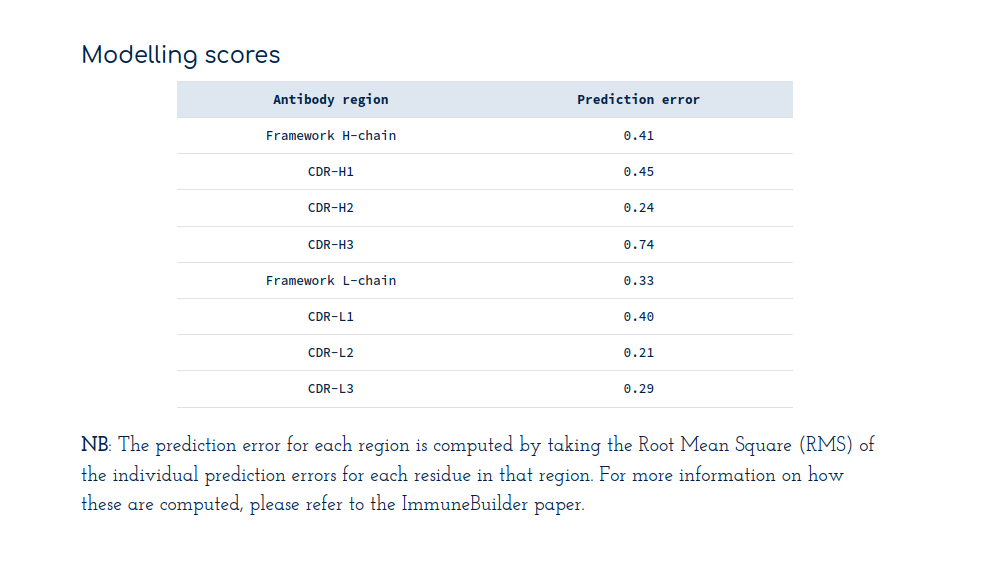 Modelling scores
Antibody region Prediction error
Framework H-chain 0.41
CDR-H1 0.45
CDR-H2 0.24
CDR-H3 0.74
Framework L-chain 0.33
CDR-L1 0.40
CDR-L2 0.21
CDR-L3 0.29
NB: The prediction error for each region is computed by taking the Root Mean Square (RMS) of
the individual prediction errors for each residue in that region. For more information on how
these are computed, please refer to the ImmuneBuilder paper.